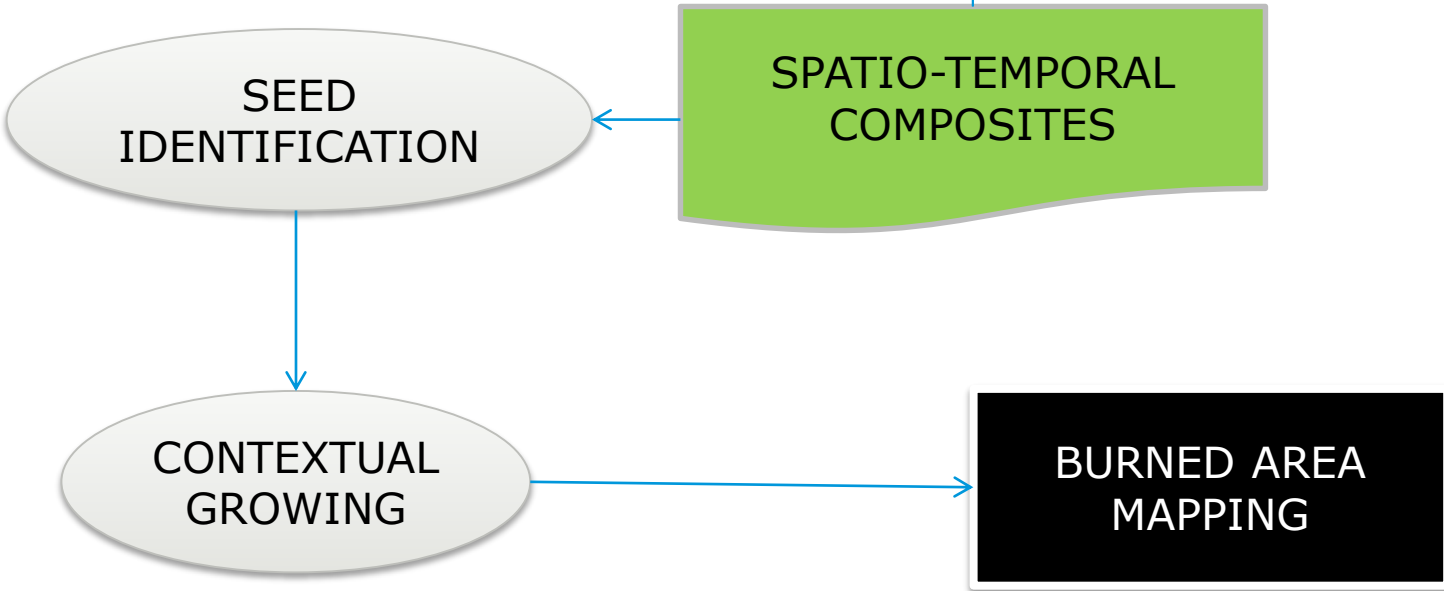 SEED
IDENTIFICATION
SPATIO-TEMPORAL
COMPOSITES
CONTEXTUAL
GROWING
BURNED AREA
MAPPING